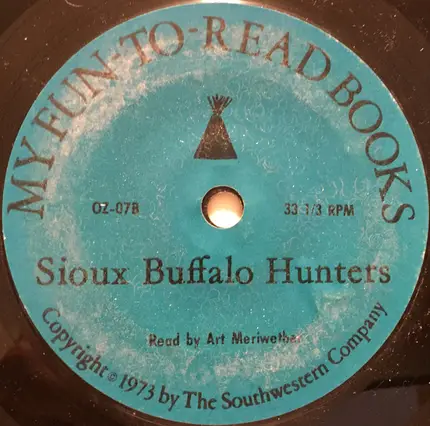 MY FUN-TO-READ BOOKS
OZ-07B
33 1/3 RPM
Sioux Buffalo Hunters
Read by Art
Copyright © 1973 by The Southwestern Company